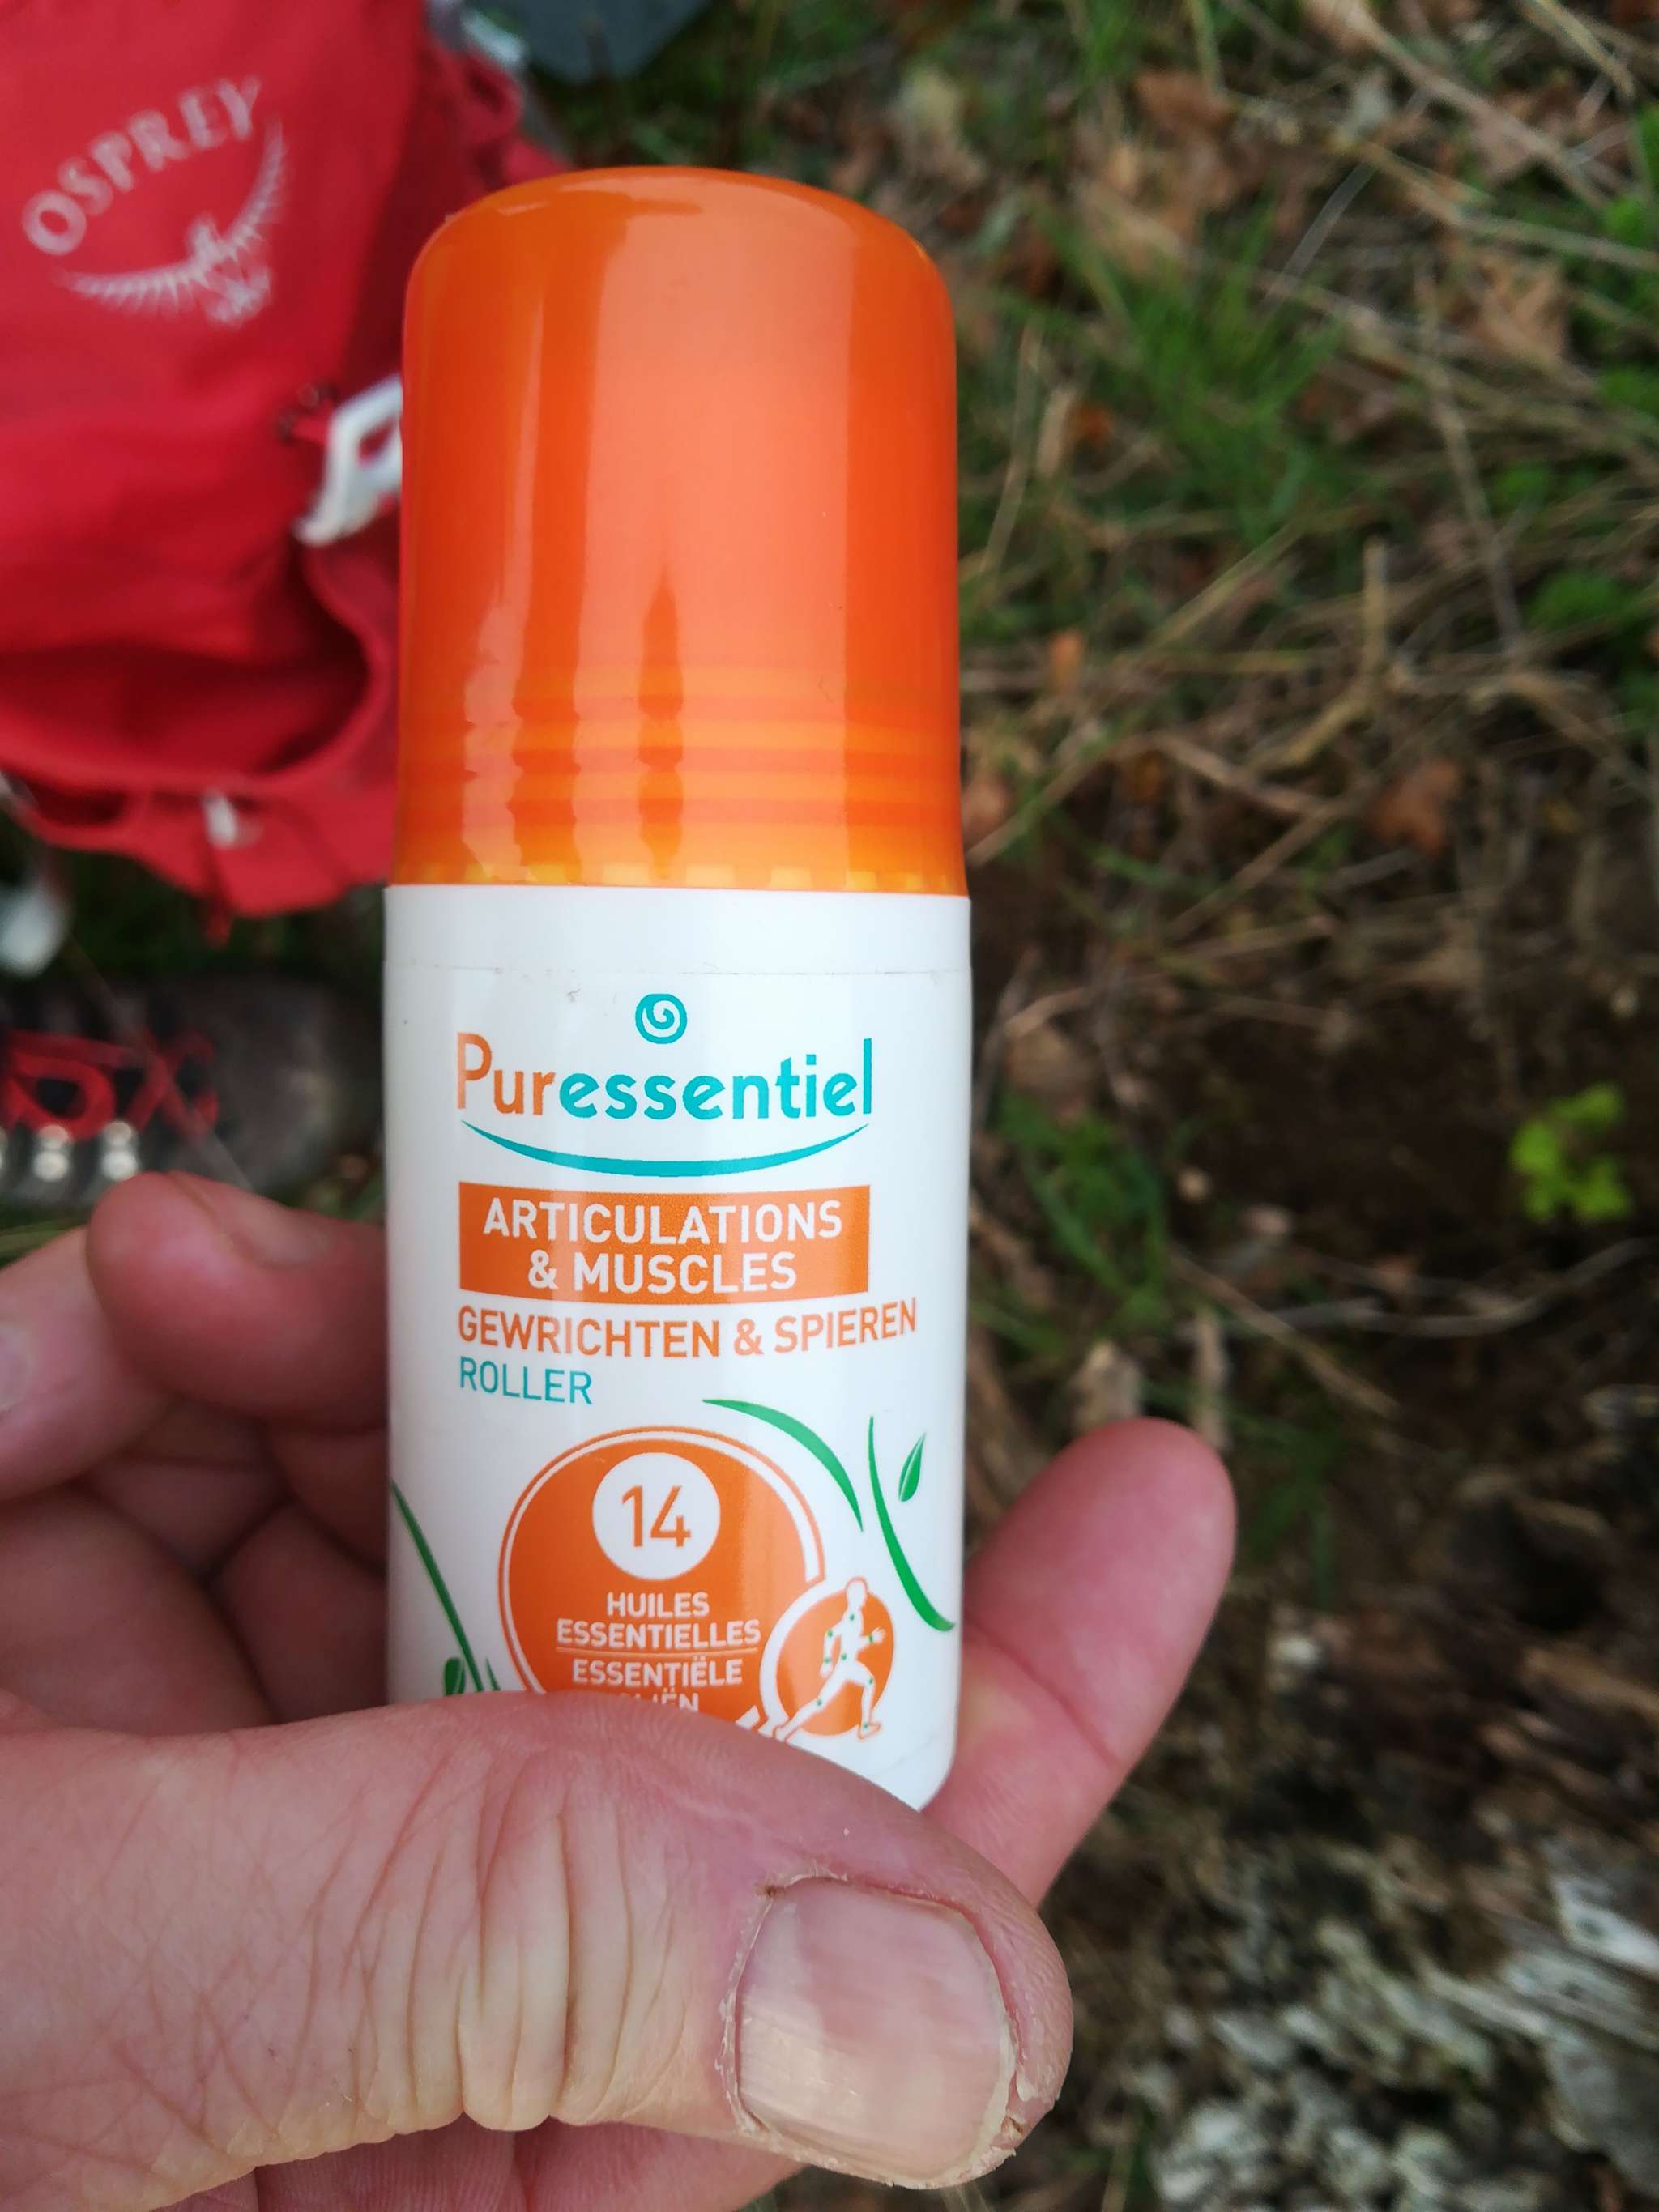 OSPREY
Puressentiel
ARTICULATIONS
& MUSCLES
GEWRICHTEN & SPIEREN
ROLLER
14
HUILES
ESSENTIELLES
ESSENTIËLE